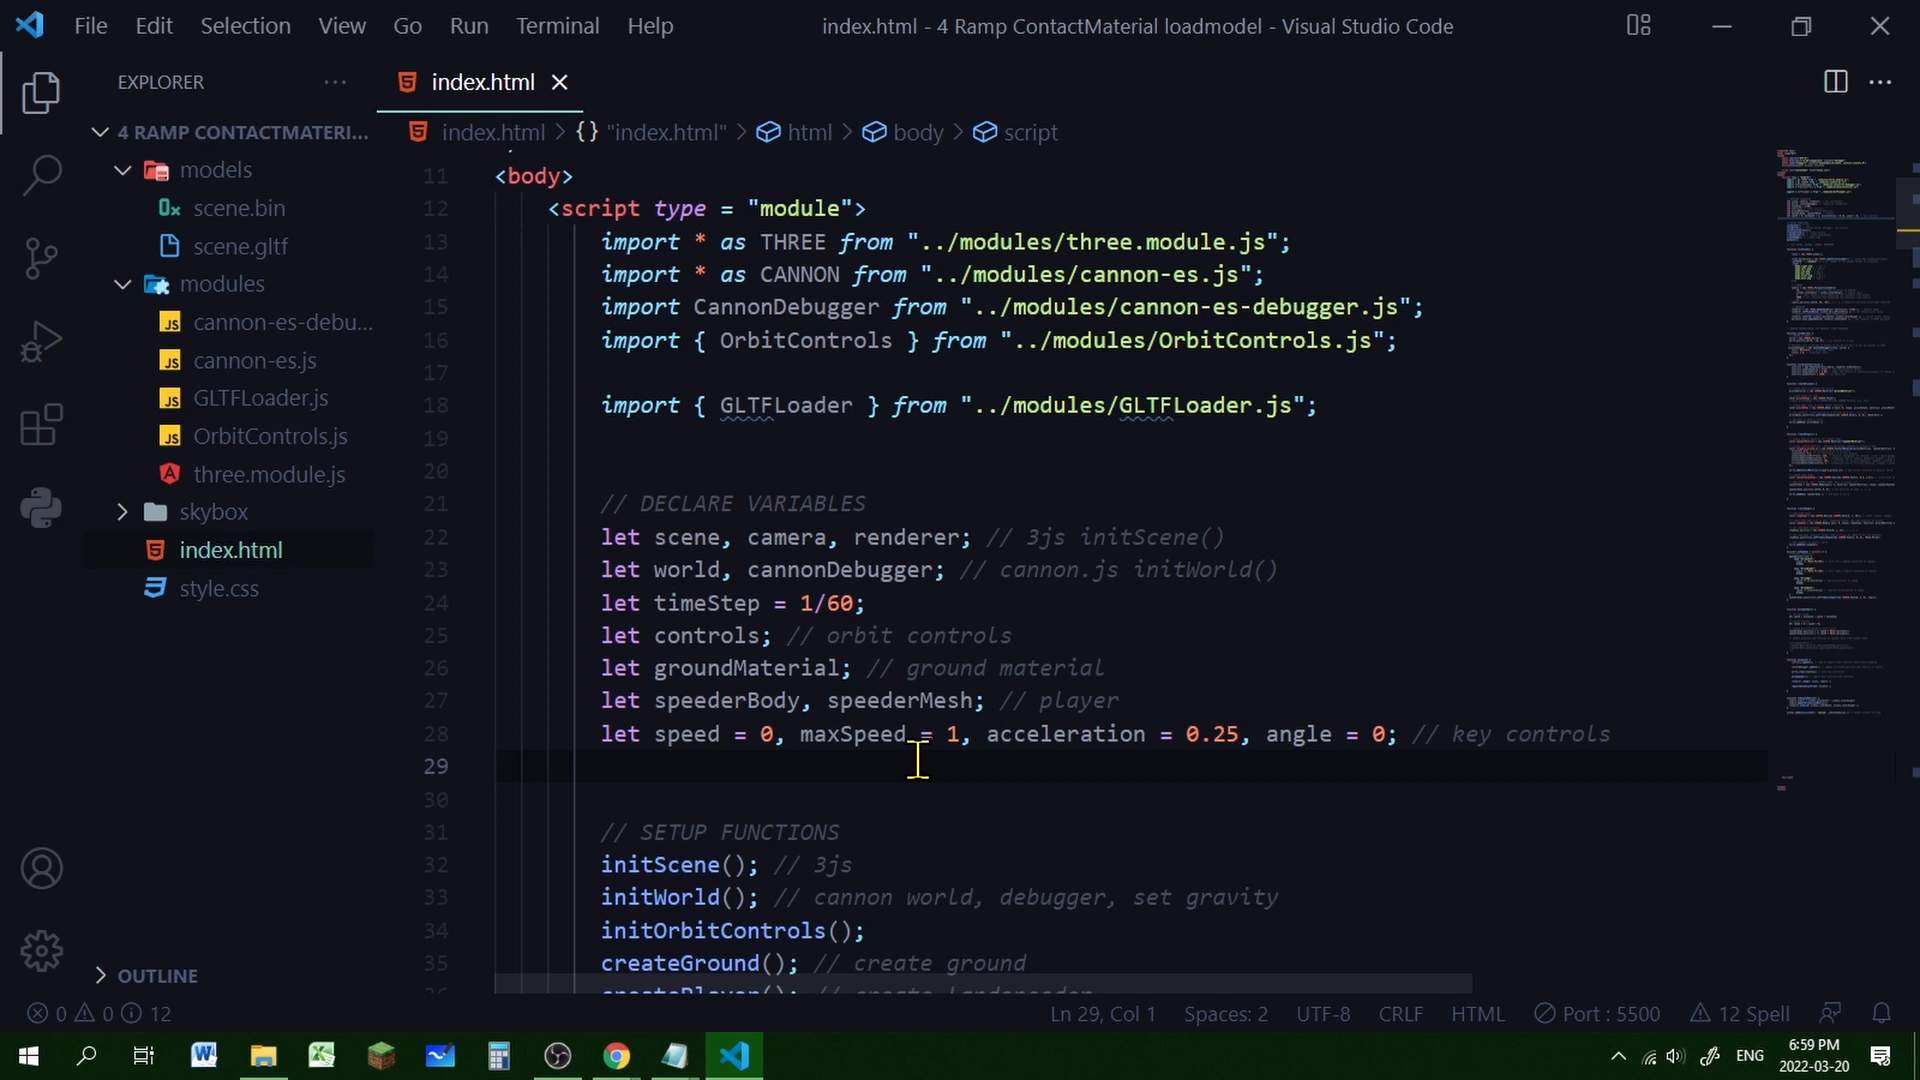 File Edit Selection View Go Run Terminal Help index.html - 4 Ramp ContactMaterial loadmodel - Visual Studio Code
EXPLORER ... index.html
4 RAMP CONTACTMATERI... index.html > {} "index.html" > html > body > script
models
scene.bin
scene.gltf
modules
cannon-es-debu...
cannon-es.js
GLTFLoader.js
OrbitControls.js
three.module.js
skybox
index.html
style.css
OUTLINE
11 <body>
12 <script type = "module">
13 import * as THREE from "../modules/three.module.js";
14 import * as CANNON from "../modules/cannon-es.js";
15 import CannonDebugger from "../modules/cannon-es-debugger.js";
16 import { OrbitControls } from "../modules/OrbitControls.js";
17
18 import { GLTFLoader } from "../modules/GLTFLoader.js";
19
20
21 // DECLARE VARIABLES
22 let scene, camera, renderer; // 3js initScene()
23 let world, cannonDebugger; // cannon.js initWorld()
24 let timeStep = 1/60;
25 let controls; // orbit controls
26 let groundMaterial; // ground material
27 let speederBody, speederMesh; // player
28 let speed = 0, maxSpeed = 1, acceleration = 0.25, angle = 0; // key controls
29
30
31 // SETUP FUNCTIONS
32 initScene(); // 3js
33 initWorld(); // cannon world, debugger, set gravity
34 initOrbitControls();
35 createGround(); // create ground
0 0 12 Ln 29, Col 1 Spaces: 2 UTF-8 CRLF HTML Port : 5500 12 Spell
ENG 6:59 PM
2022-03-20